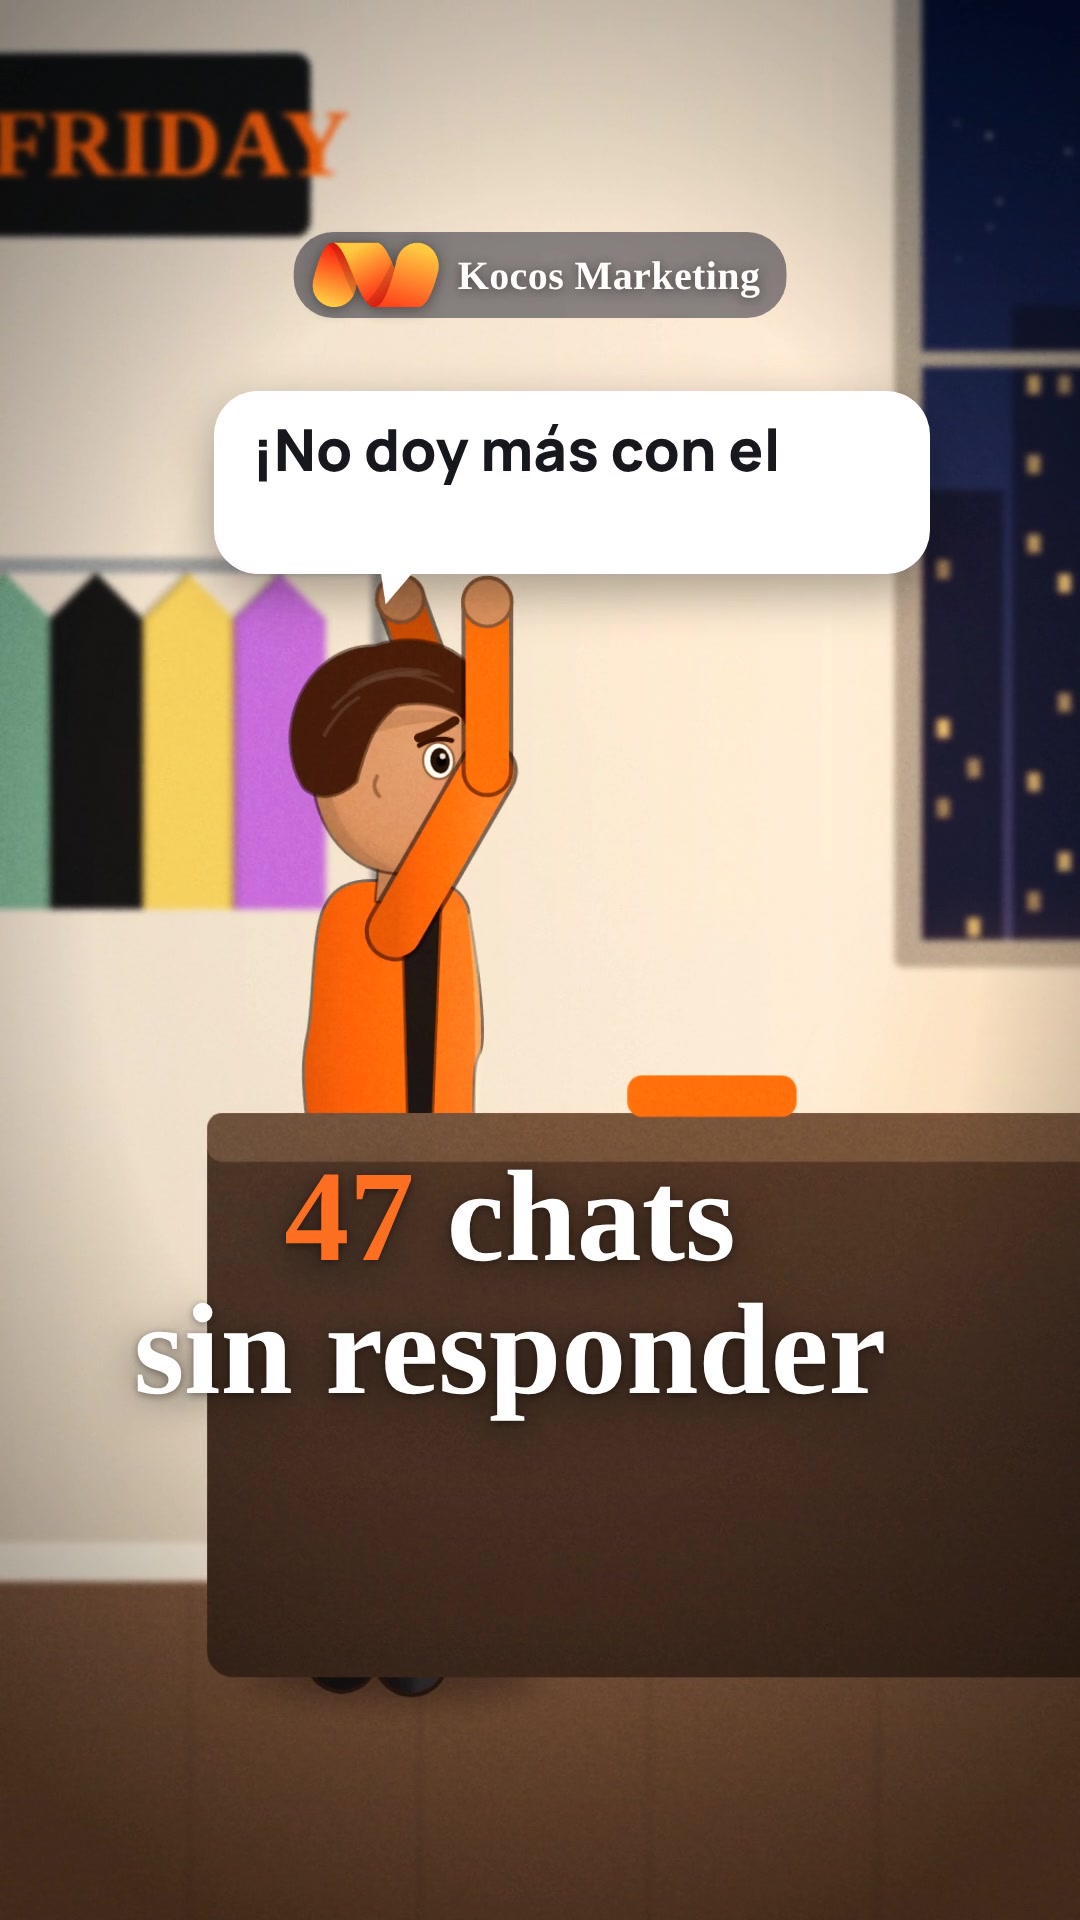 FRIDAY
Kocos Marketing
¡No doy más con el
47 chats
sin responder